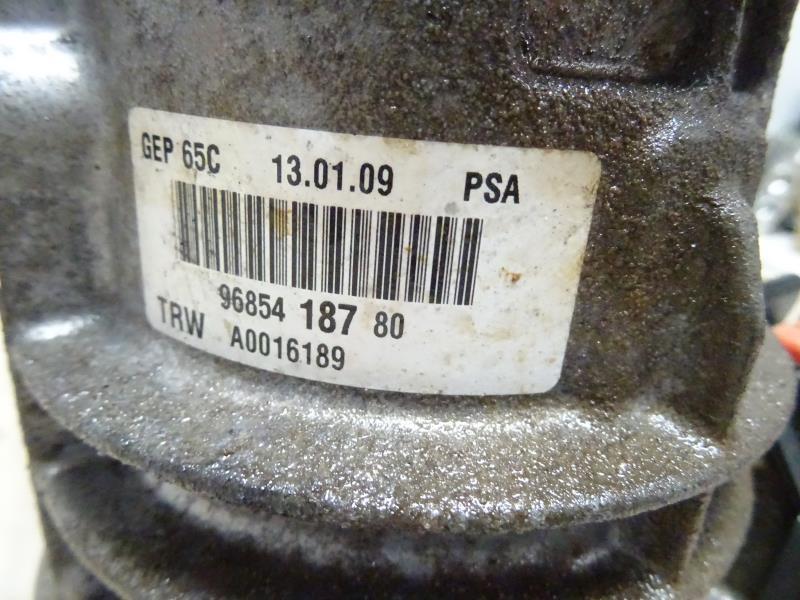 GEP 65C 13.01.09 PSA
96854 187 80
TRW A0016189